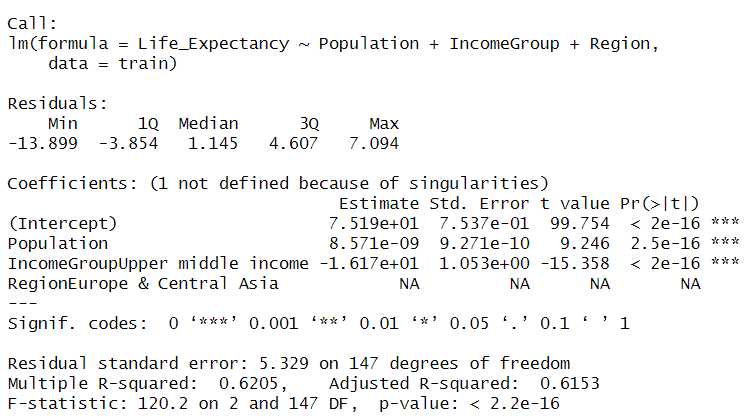 Call:
lm(formula = Life_Expectancy ~ Population + IncomeGroup + Region,
    data = train)

Residuals:
    Min      1Q  Median      3Q     Max
-13.899  -3.854   1.145   4.607   7.094

Coefficients: (1 not defined because of singularities)
                                Estimate Std. Error t value Pr(>|t|)
(Intercept)                    7.519e+01  7.537e-01  99.754  < 2e-16 ***
Population                     8.571e-09  9.271e-10   9.246  2.5e-16 ***
IncomeGroupUpper middle income -1.617e+01  1.053e+00 -15.358  < 2e-16 ***
RegionEurope & Central Asia           NA         NA      NA       NA
---
Signif. codes:  0 ‘***’ 0.001 ‘**’ 0.01 ‘*’ 0.05 ‘.’ 0.1 ‘ ’ 1

Residual standard error: 5.329 on 147 degrees of freedom
Multiple R-squared:  0.6205,    Adjusted R-squared:  0.6153
F-statistic: 120.2 on 2 and 147 DF,  p-value: < 2.2e-16